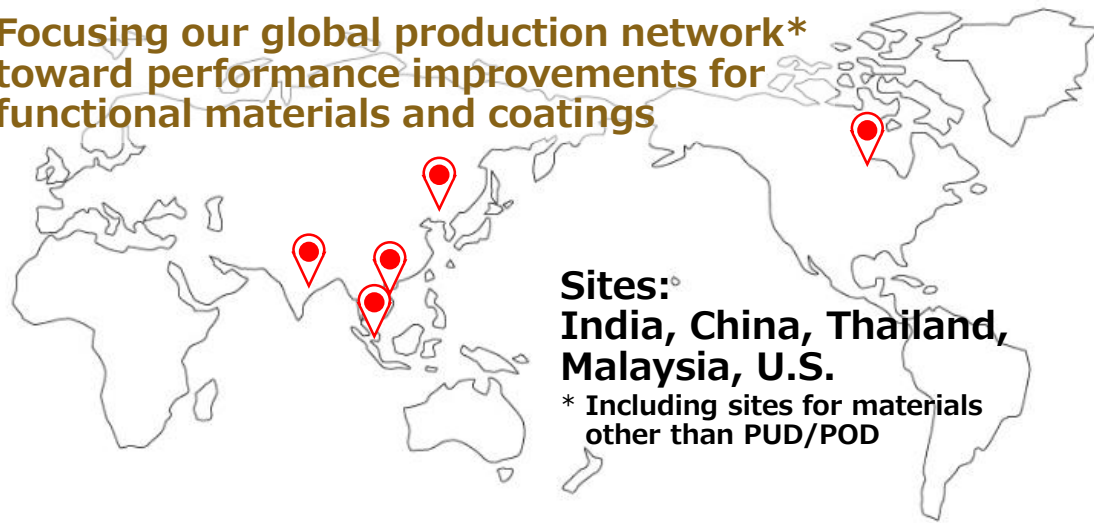 Focusing our global production network*
toward performance improvements for
functional materials and coatings
Sites:
India, China, Thailand,
Malaysia, U.S.
* Including sites for materials
other than PUD/POD